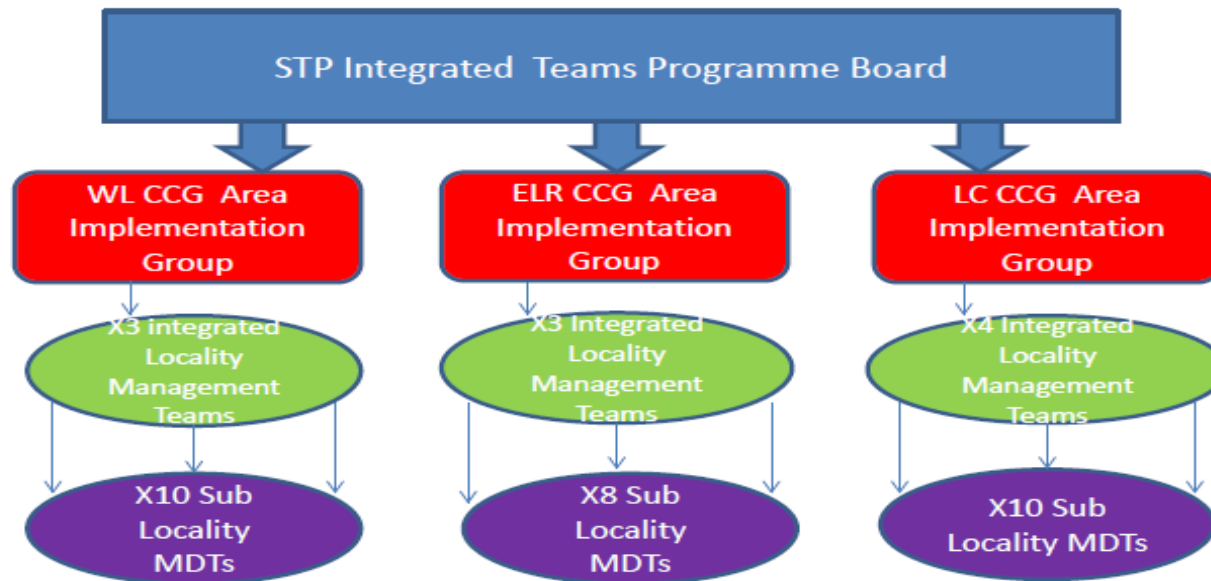 STP Integrated Teams Programme Board
WL CCG Area
Implementation
Group
ELR CCG Area
Implementation
Group
LC CCG Area
Implementation
Group
X3 integrated
Locality
Management
Teams
X3 Integrated
Locality
Management
Teams
X4 Integrated
Locality
Management
Teams
X10 Sub
Locality
MDTs
X8 Sub
Locality
MDTs
X10 Sub
Locality MDTs